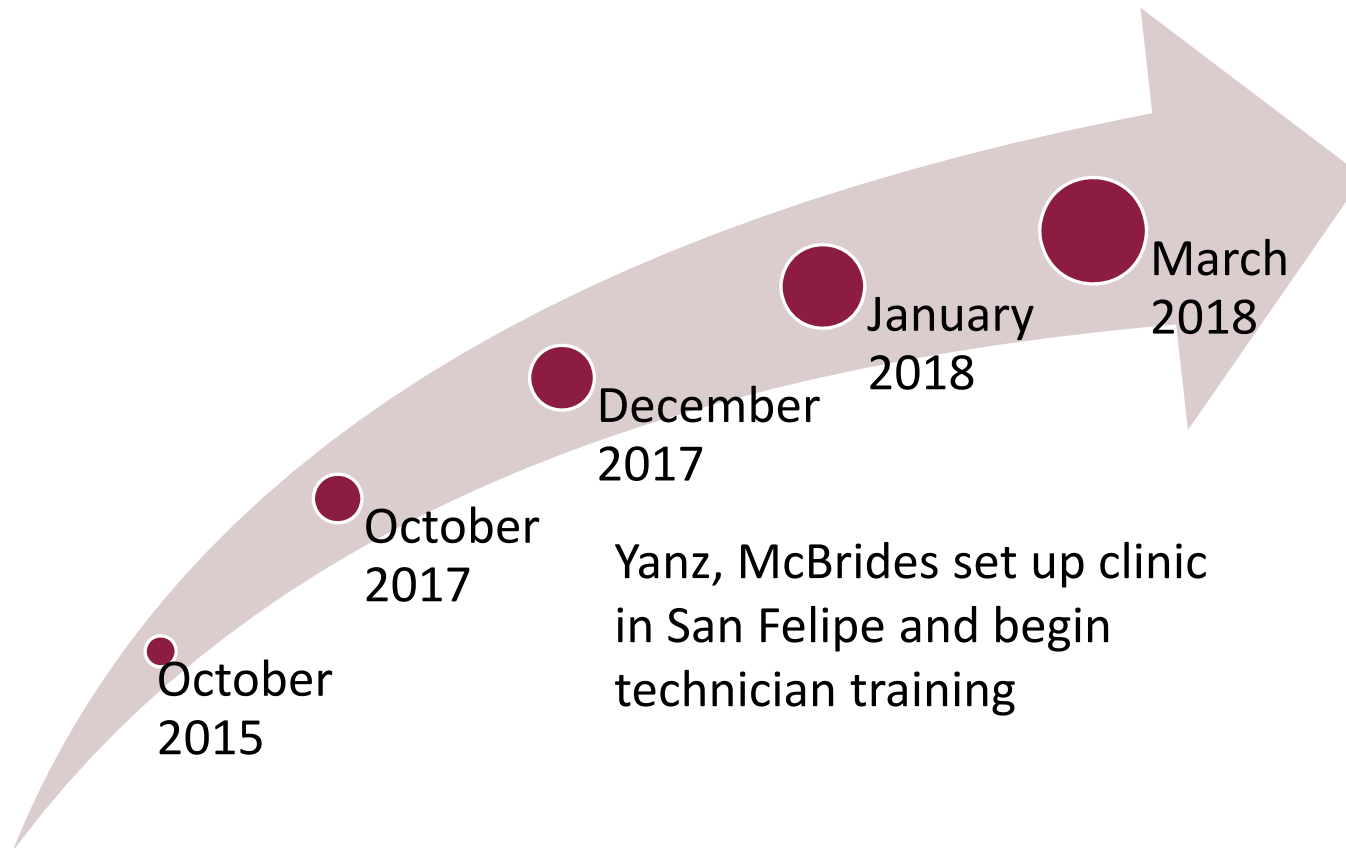 October
2015
October
2017
December
2017
January
2018
March
2018
Yanz, McBrides set up clinic
in San Felipe and begin
technician training